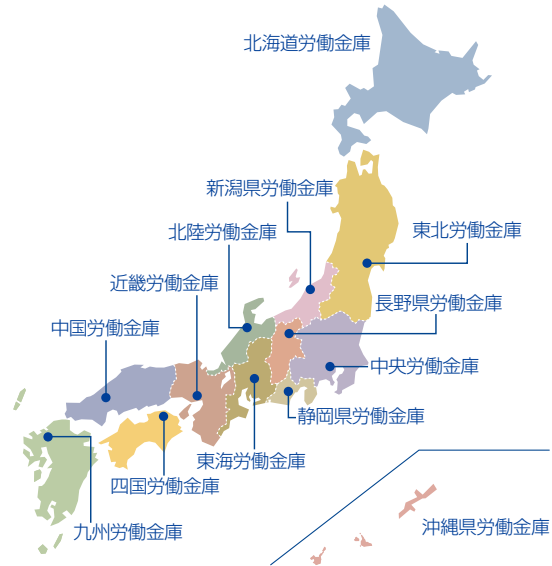 北海道労働金庫
新潟県労働金庫
北陸労働金庫
東北労働金庫
近畿労働金庫
長野県労働金庫
中国労働金庫
中央労働金庫
静岡県労働金庫
東海労働金庫
四国労働金庫
九州労働金庫
沖縄県労働金庫